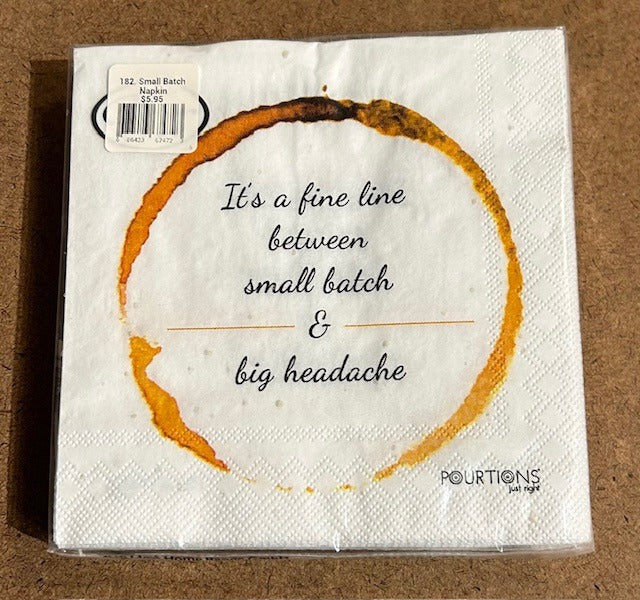 182. Small Batch
Napkin
$5.95
It's a fine line
between
small batch
&
big headache
POURTIONS
just right